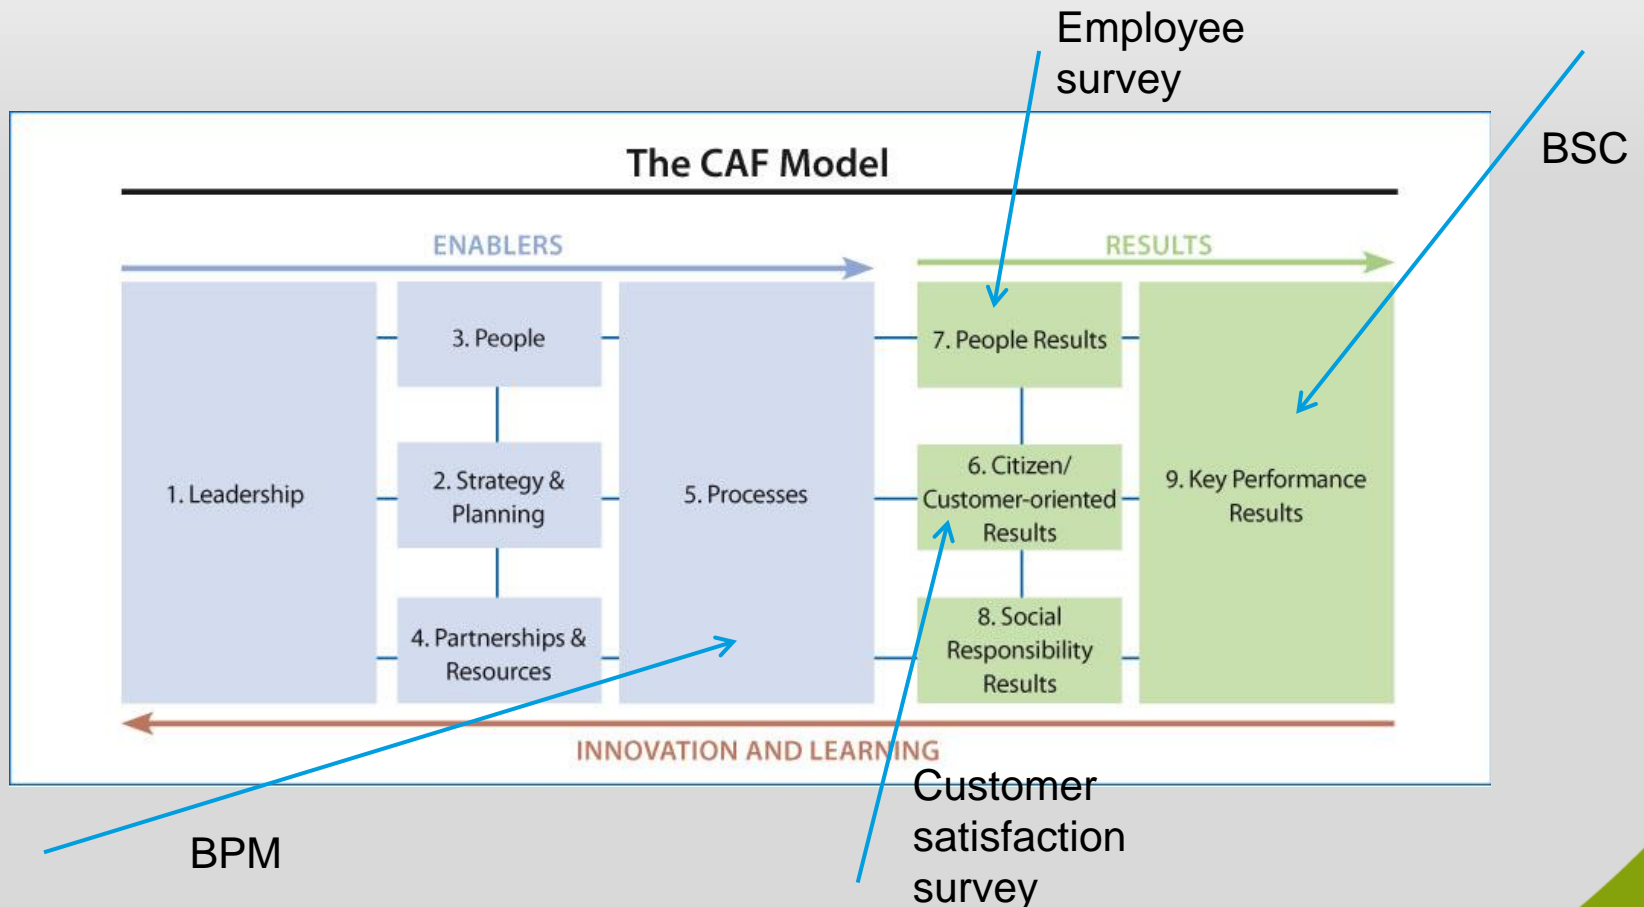 Employee
survey
BSC
The CAF Model
ENABLERS
RESULTS
1. Leadership
3. People
2. Strategy &
Planning
4. Partnerships &
Resources
5. Processes
7. People Results
6. Citizen/
Customer-oriented
Results
8. Social
Responsibility
Results
9. Key Performance
Results
INNOVATION AND LEARNING
BPM
Customer
satisfaction
survey